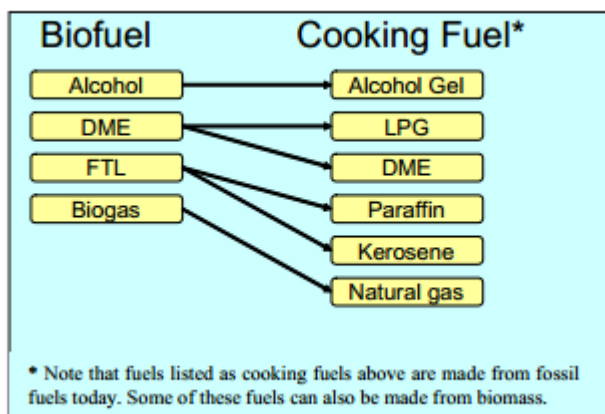 Biofuel Cooking Fuel*
Alcohol Alcohol Gel
DME LPG
FTL DME
Biogas Paraffin
Kerosene
Natural gas
* Note that fuels listed as cooking fuels above are made from fossil
fuels today. Some of these fuels can also be made from biomass.